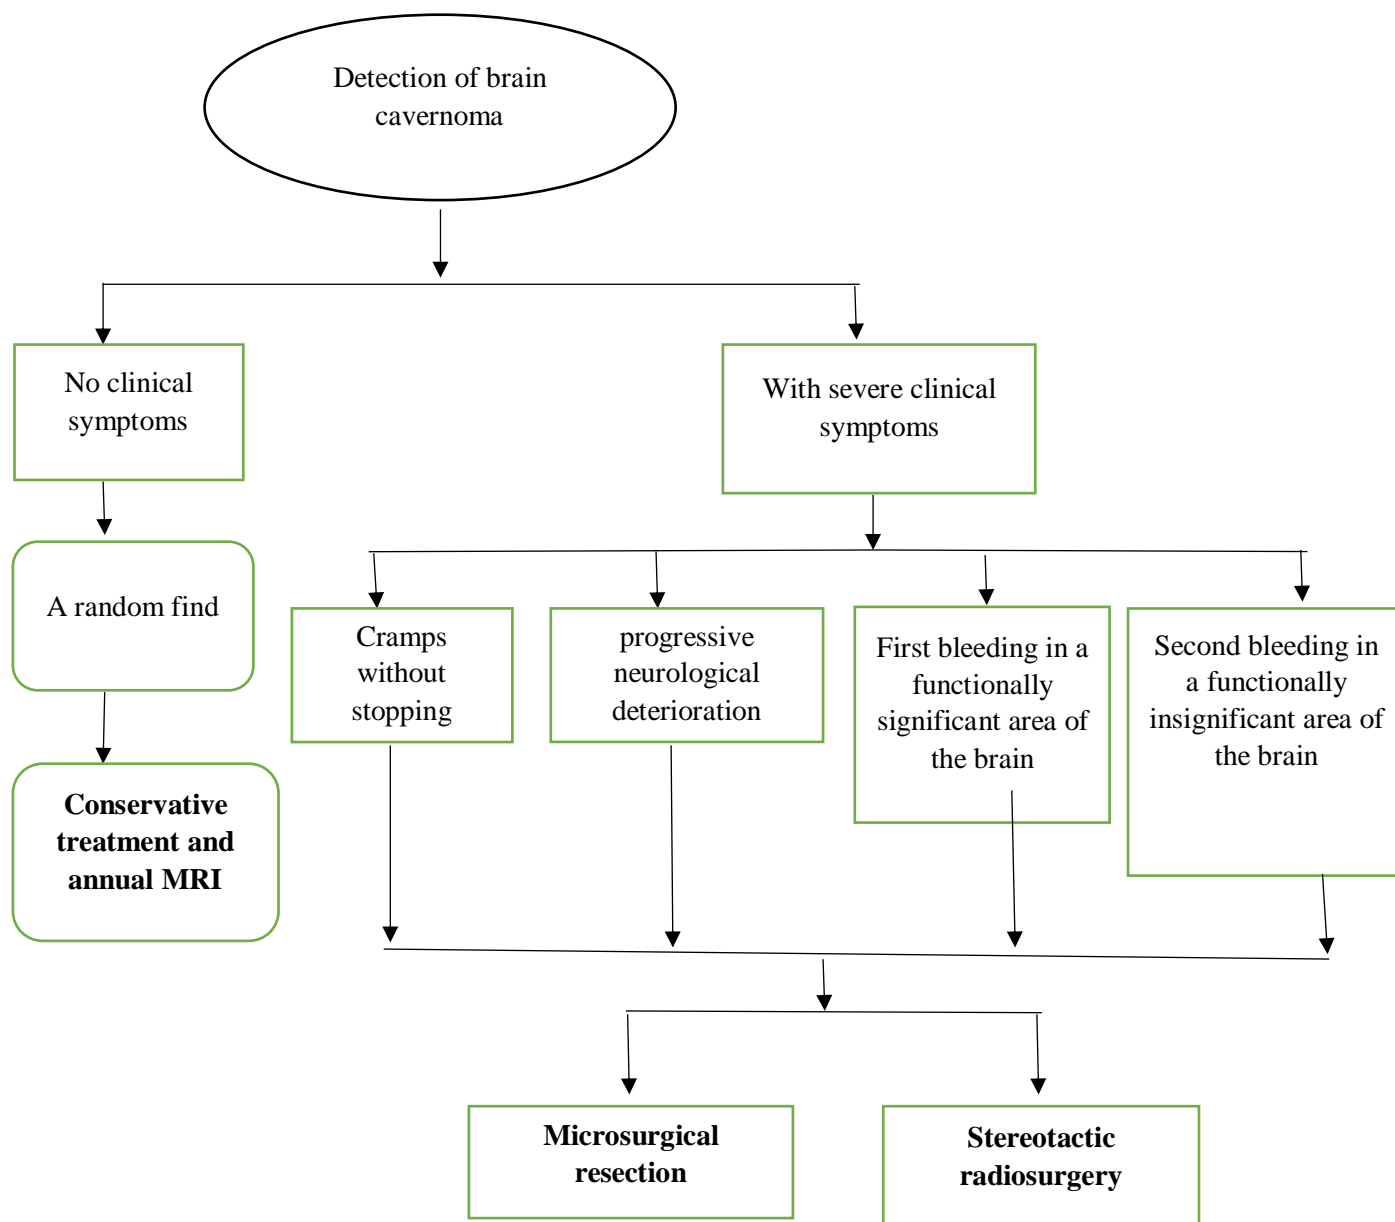 Detection of brain
cavernoma
No clinical
symptoms
With severe clinical
symptoms
A random find
Cramps
without
stopping
progressive
neurological
deterioration
First bleeding in a
functionally
significant area of
the brain
Second bleeding in
a functionally
insignificant area of
the brain
Conservative
treatment and
annual MRI
Microsurgical
resection
Stereotactic
radiosurgery